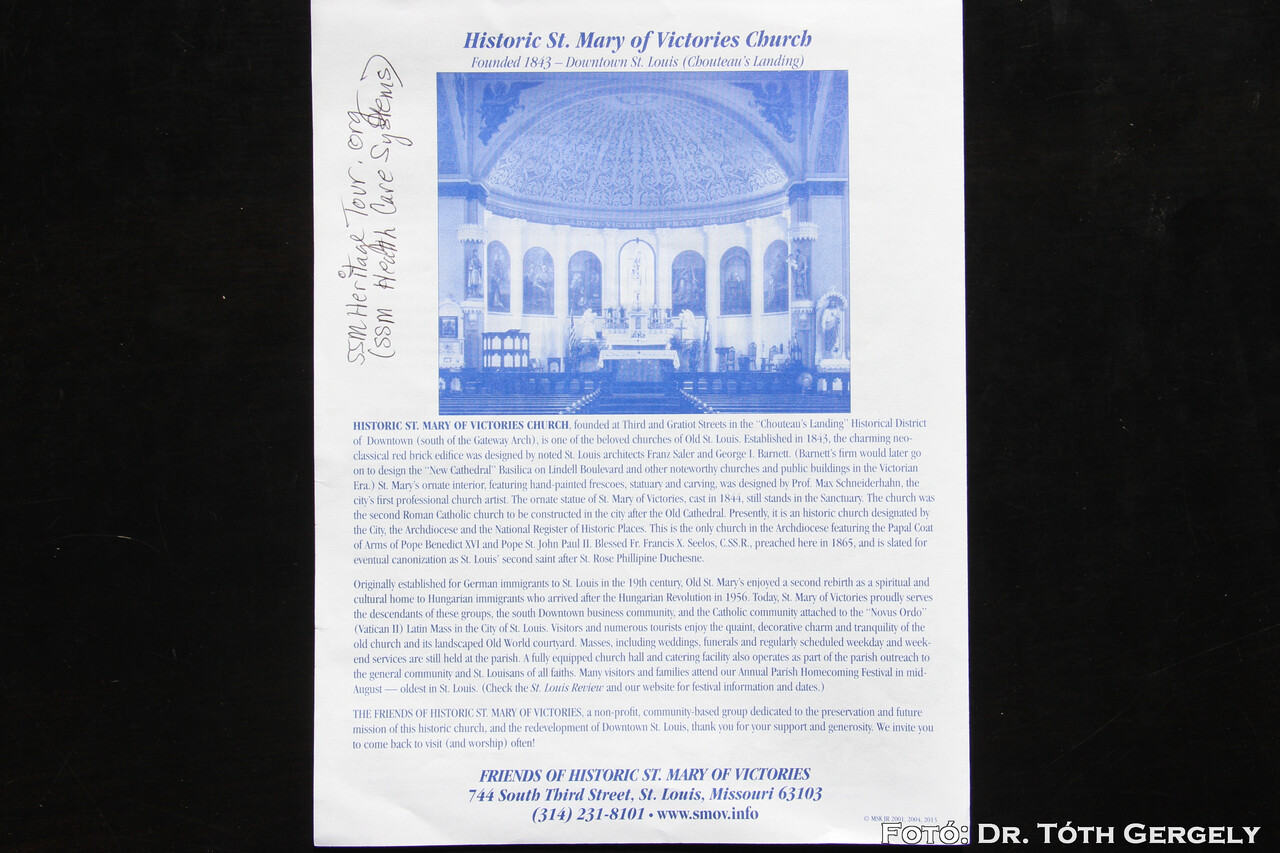 Historic St. Mary of Victories Church
Founded 1843 – Downtown St. Louis (Chouteau's Landing)
SSM Heritage Tour.org
(SSM Health Care Systems)
HISTORIC ST. MARY OF VICTORIES CHURCH, founded at Third and Gratiot Streets in the "Chouteau's Landing" Historical District
of Downtown (south of the Gateway Arch), is one of the beloved churches of Old St. Louis. Established in 1843, the charming neo-
classical red brick edifice was designed by noted St. Louis architects Franz Saler and George I. Barnett. (Barnett's firm would later go
on to design the "New Cathedral" Basilica on Lindell Boulevard and other noteworthy churches and public buildings in the Victorian
Era.) St. Mary's ornate interior, featuring hand-painted frescoes, statuary and carving, was designed by Prof. Max Schneiderhahn, the
city's first professional church artist. The ornate statue of St. Mary of Victories, cast in 1844, still stands in the Sanctuary. The church was
the second Roman Catholic church to be constructed in the city after the Old Cathedral. Presently, it is an historic church designated by
the City, the Archdiocese and the National Register of Historic Places. This is the only church in the Archdiocese featuring the Papal Coat
of Arms of Pope Benedict XVI and Pope St. John Paul II. Blessed Fr. Francis X. Seelos, C.SS.R., preached here in 1865, and is slated for
eventual canonization as St. Louis' second saint after St. Rose Phillipine Duchesne.
Originally established for German immigrants to St. Louis in the 19th century, Old St. Mary's enjoyed a second rebirth as a spiritual and
cultural home to Hungarian immigrants who arrived after the Hungarian Revolution in 1956. Today, St. Mary of Victories proudly serves
the descendants of these groups, the south Downtown business community, and the Catholic community attached to the "Novus Ordo"
(Vatican II) Latin Mass in the City of St. Louis. Visitors and numerous tourists enjoy the quaint, decorative charm and tranquility of the
old church and its landscaped Old World courtyard. Masses, including weddings, funerals and regularly scheduled weekday and week-
end services are still held at the parish. A fully equipped church hall and catering facility also operates as part of the parish outreach to
the general community and St. Louisans of all faiths. Many visitors and families attend our Annual Parish Homecoming Festival in mid-
August — oldest in St. Louis. (Check the St. Louis Review and our website for festival information and dates.)
THE FRIENDS OF HISTORIC ST. MARY OF VICTORIES, a non-profit, community-based group dedicated to the preservation and future
mission of this historic church, and the redevelopment of Downtown St. Louis, thank you for your support and generosity. We invite you
to come back to visit (and worship) often!
FRIENDS OF HISTORIC ST. MARY OF VICTORIES
744 South Third Street, St. Louis, Missouri 63103
(314) 231-8101 • www.smov.info
© MSK JR 2001, 2004, 2013
Fotó: Dr. Tóth Gergely